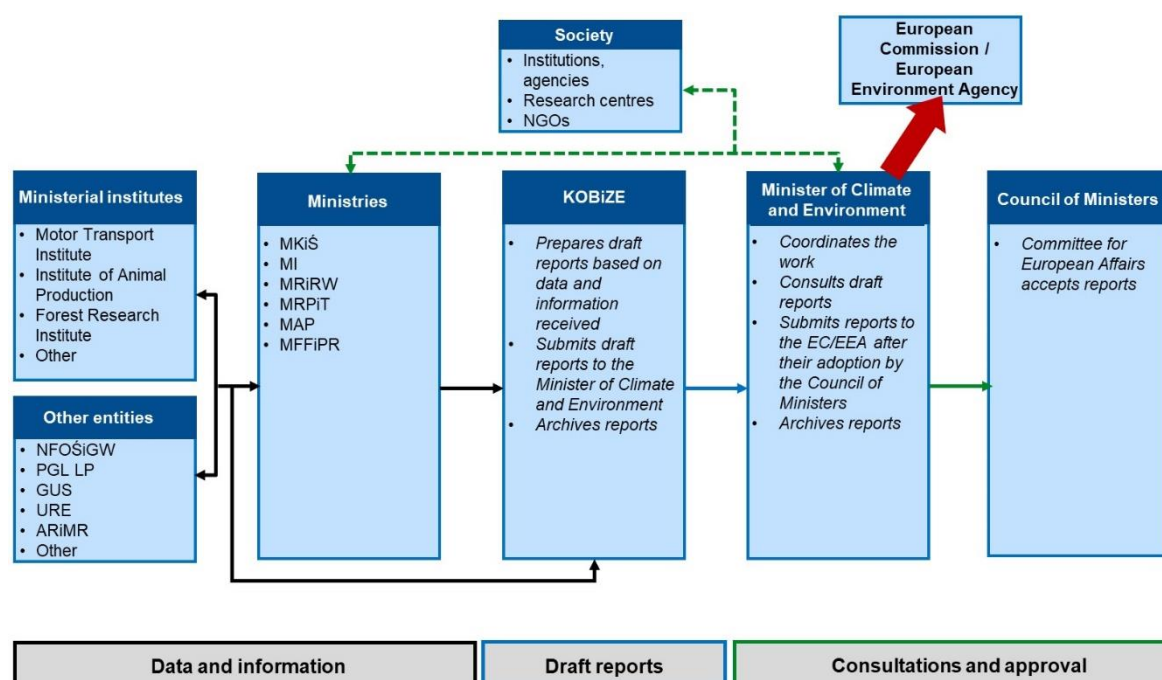 Society
• Institutions,
agencies
• Research centres
• NGOs
European
Commission /
European
Environment Agency
Ministerial institutes
• Motor Transport
Institute
• Institute of Animal
Production
• Forest Research
Institute
• Other
Other entities
• NFOŚiGW
• PGL LP
• GUS
• URE
• ARiMR
• Other
Ministries
• MKiŚ
• MI
• MRiRW
• MRPiT
• MAP
• MFFiPR
KOBiZE
• Prepares draft
reports based on
data and
information
received
• Submits draft
reports to the
Minister of Climate
and Environment
• Archives reports
Minister of Climate
and Environment
• Coordinates the
work
• Consults draft
reports
• Submits reports to
the EC/EEA after
their adoption by
the Council of
Ministers
• Archives reports
Council of Ministers
• Committee for
European Affairs
accepts reports
Data and information
Draft reports
Consultations and approval